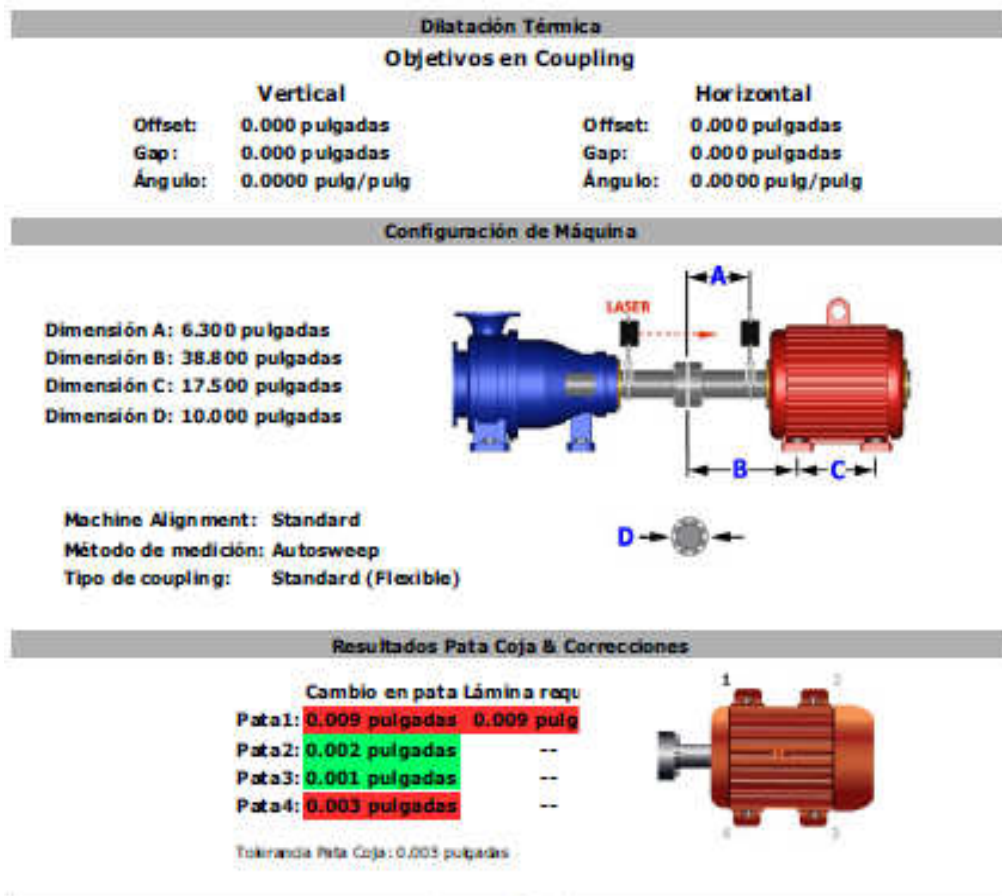 Dilatación Térmica
Objetivos en Coupling
Vertical Horizontal
Offset: 0.000 pulgadas Offset: 0.000 pulgadas
Gap: 0.000 pulgadas Gap: 0.000 pulgadas
Ángulo: 0.0000 pulg/pulg Ángulo: 0.0000 pulg/pulg
Configuración de Máquina
A
LASER
Dimensión A: 6.300 pulgadas
Dimensión B: 38.800 pulgadas
Dimensión C: 17.500 pulgadas
Dimensión D: 10.000 pulgadas
B C
Machine Alignment: Standard
D
Método de medición: Autosweep
Tipo de coupling: Standard (Flexible)
Resultados Pata Coja & Correcciones
Cambio en pata Lámina requ
1 2
Pata1: 0.009 pulgadas 0.009 pulg
Pata2: 0.002 pulgadas --
Pata3: 0.001 pulgadas --
Pata4: 0.003 pulgadas --
4 3
Tolerancia Pata Coja: 0.003 pulgadas